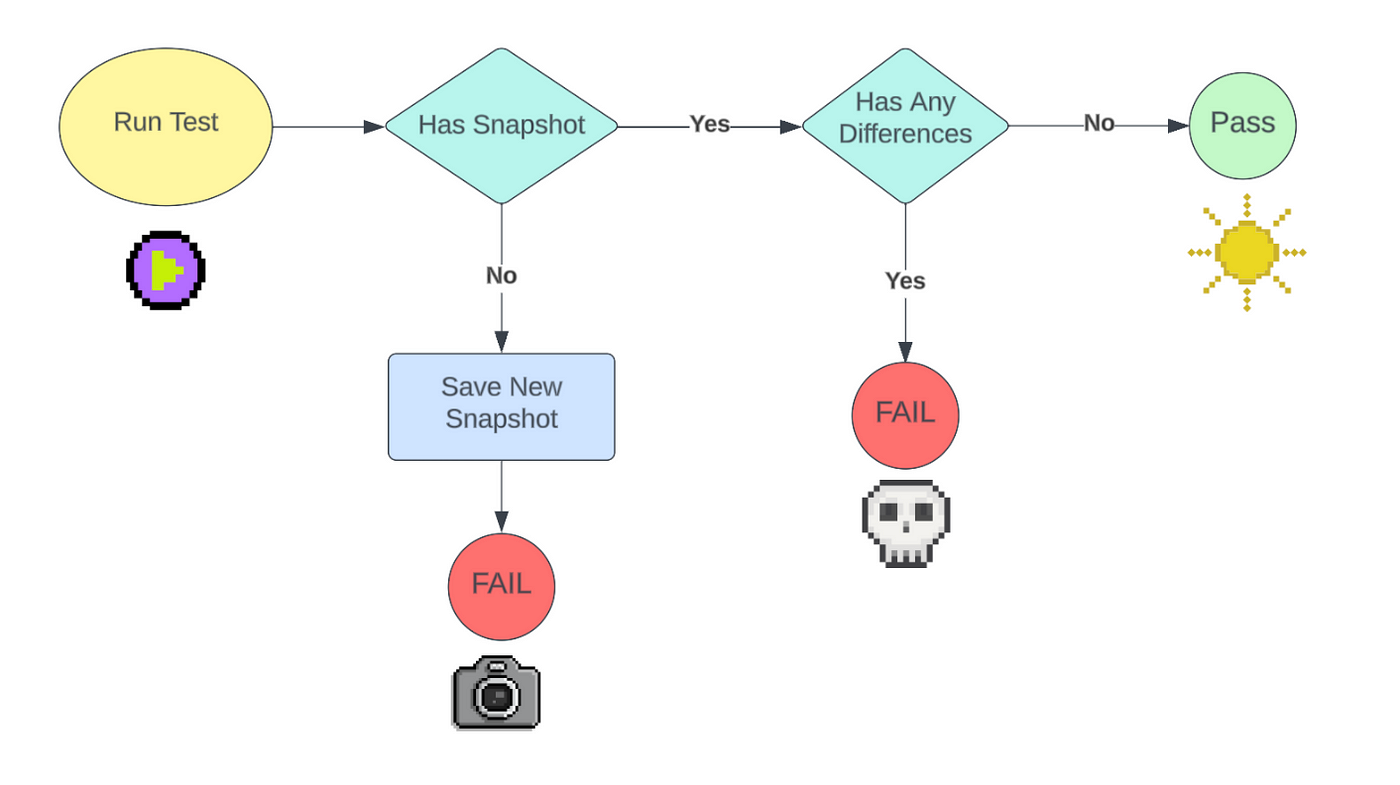 Run Test
Has Snapshot
Yes
Has Any
Differences
No
Pass
No
Yes
Save New
Snapshot
FAIL
FAIL